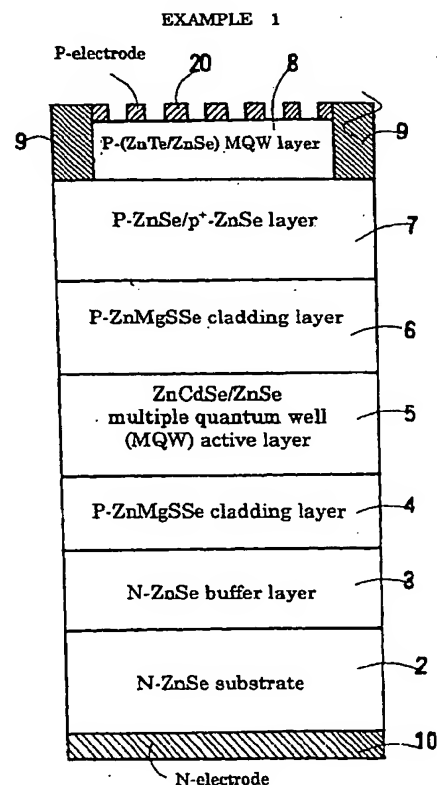 EXAMPLE 1
P-electrode 20 8
9 P-(ZnTe/ZnSe) MQW layer 9
P-ZnSe/p⁺-ZnSe layer
7
P-ZnMgSSe cladding layer
6
ZnCdSe/ZnSe
multiple quantum well
5
(MQW) active layer
P-ZnMgSSe cladding layer
4
N-ZnSe buffer layer
3
N-ZnSe substrate
2
10
N-electrode